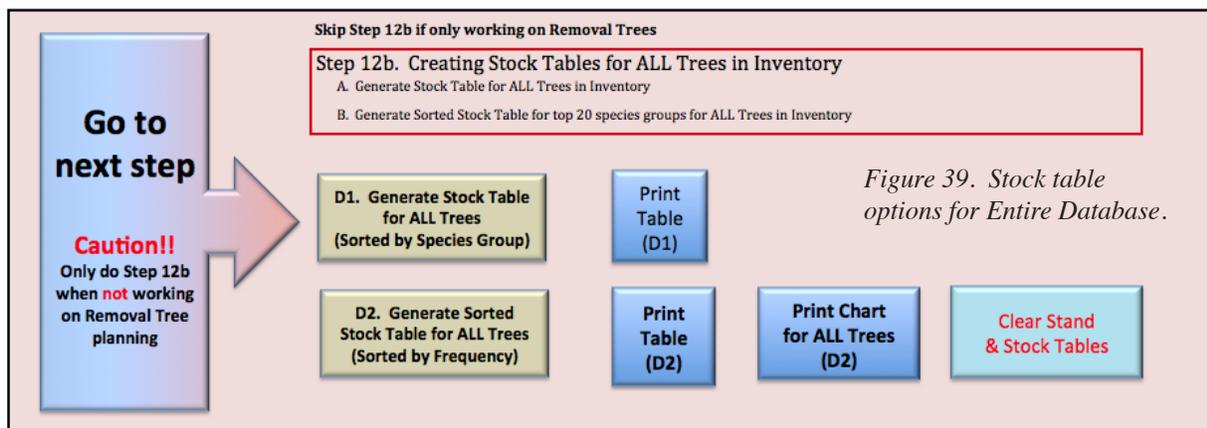 Skip Step 12b if only working on Removal Trees
Step 12b. Creating Stock Tables for ALL Trees in Inventory
A. Generate Stock Table for ALL Trees in Inventory
B. Generate Sorted Stock Table for top 20 species groups for ALL Trees in Inventory
Go to
next step
Caution!!
Only do Step 12b
when not working
on Removal Tree
planning
D1. Generate Stock Table
for ALL Trees
(Sorted by Species Group)
Print
Table
(D1)
Figure 39. Stock table
options for Entire Database.
D2. Generate Sorted
Stock Table for ALL Trees
(Sorted by Frequency)
Print
Table
(D2)
Print Chart
for ALL Trees
(D2)
Clear Stand
& Stock Tables